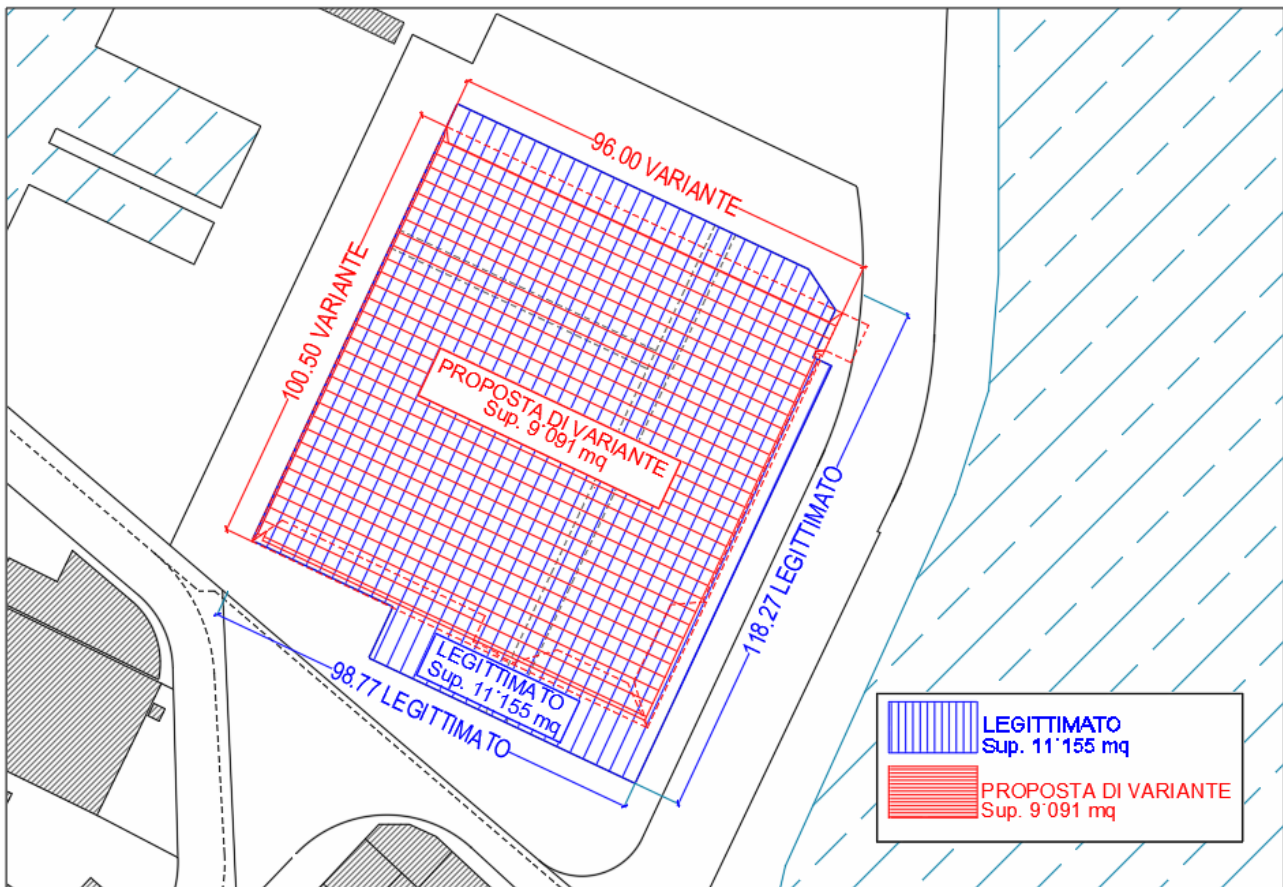 96.00 VARIANTE
100.50 VARIANTE
PROPOSTA DI VARIANTE
Sup. 9'091 mq
118.27 LEGITTIMATO
LEGITTIMATO
Sup. 11'155 mq
98.77 LEGITTIMATO
LEGITTIMATO
Sup. 11'155 mq
PROPOSTA DI VARIANTE
Sup. 9'091 mq